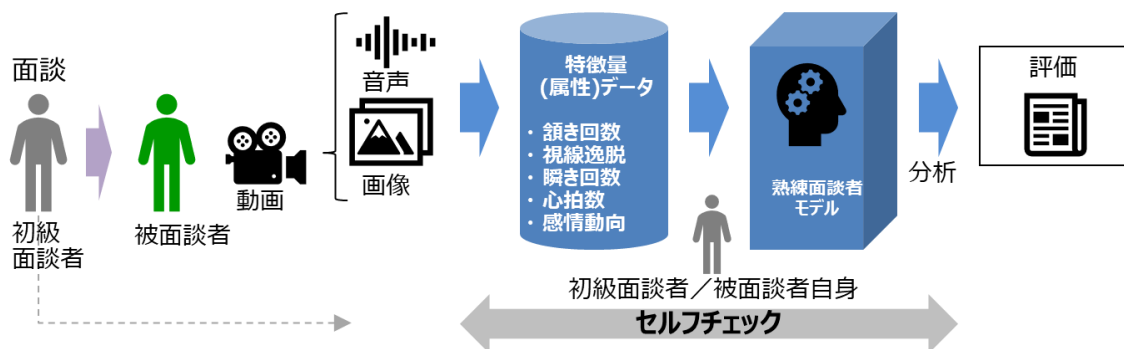 面談
初級
面談者
被面談者
動画
音声
画像
特徴量
(属性)データ
・ 頷き回数
・ 視線逸脱
・ 瞬き回数
・ 心拍数
・ 感情動向
熟練面談者
モデル
分析
評価
初級面談者／被面談者自身
セルフチェック